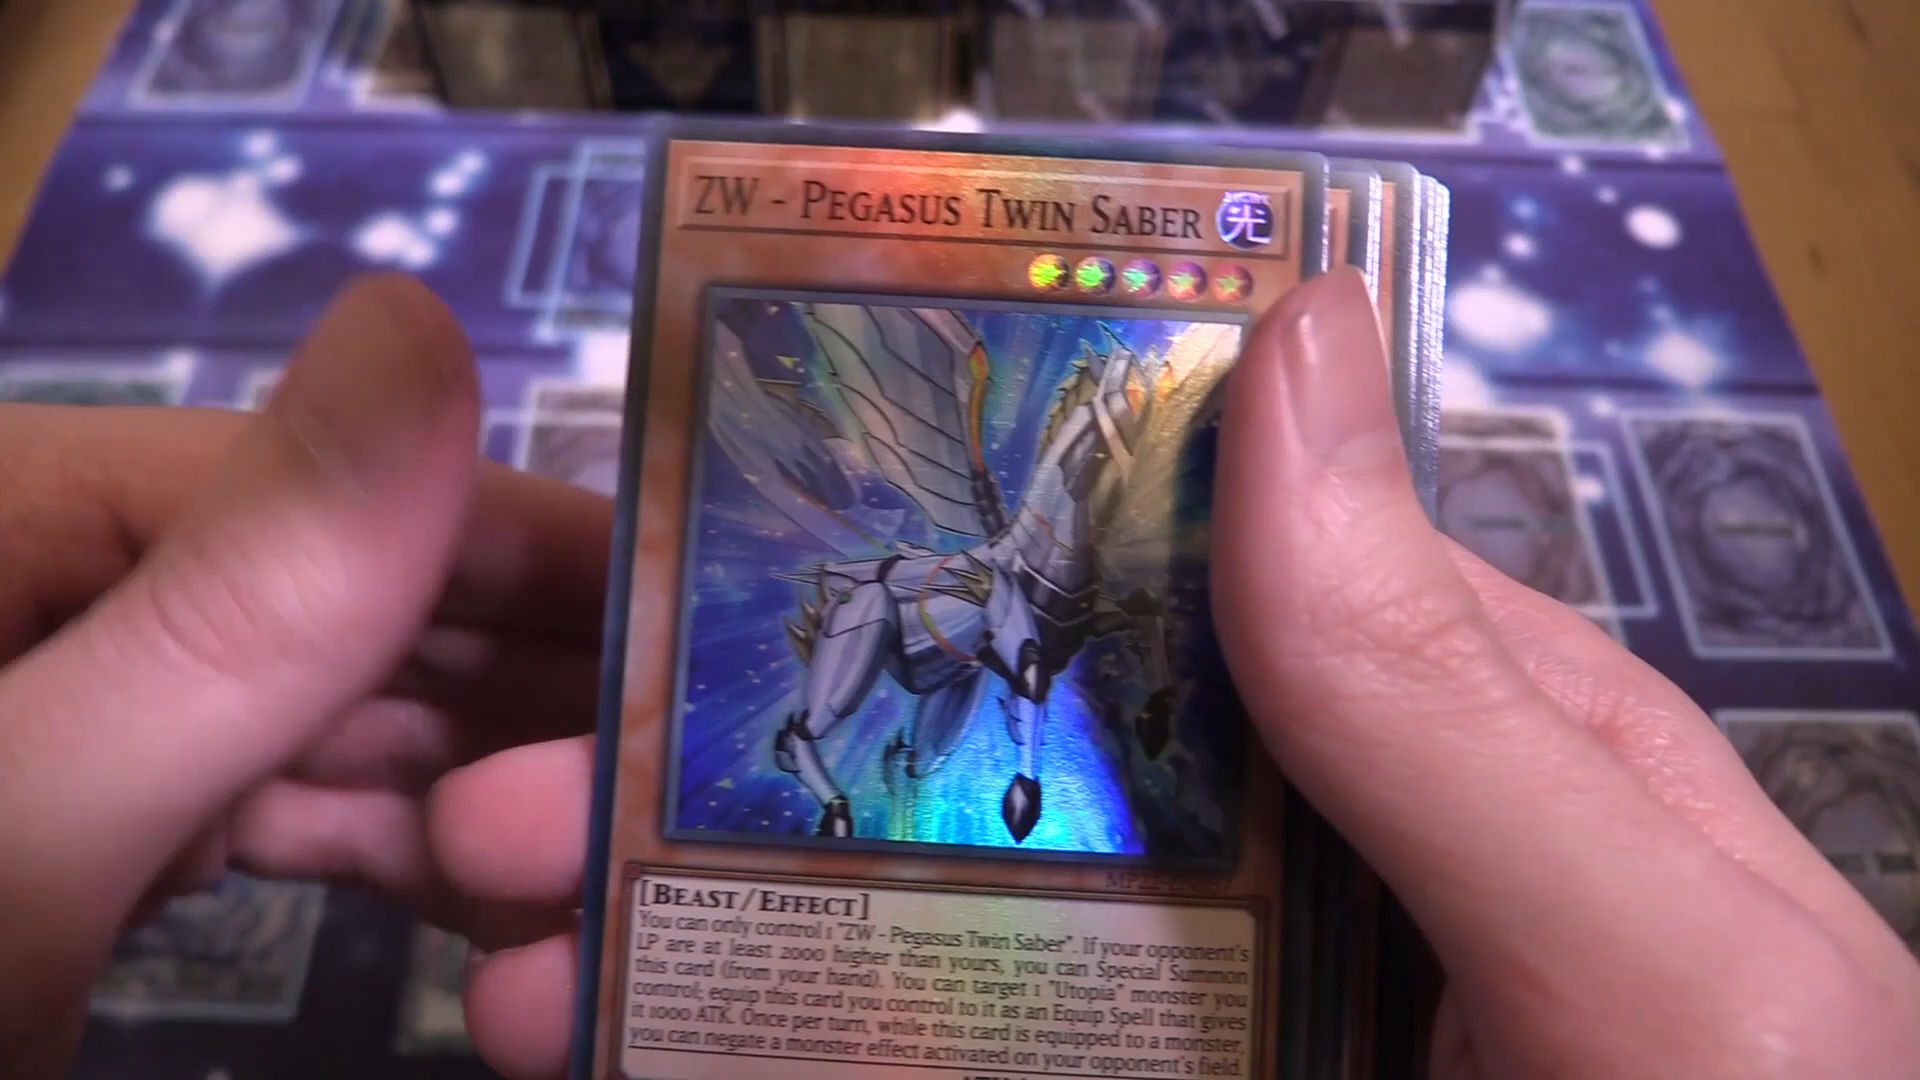 ZW - PEGASUS TWIN SABER
光
[BEAST/EFFECT]
You can only control 1 "ZW - Pegasus Twin Saber". If your opponent's
LP are at least 2000 higher than yours, you can Special Summon
this card (from your hand). You can target 1 "Utopia" monster you
control; equip this card you control to it as an Equip Spell that gives
it 1000 ATK. Once per turn, while this card is equipped to a monster,
you can negate a monster effect activated on your opponent's field.